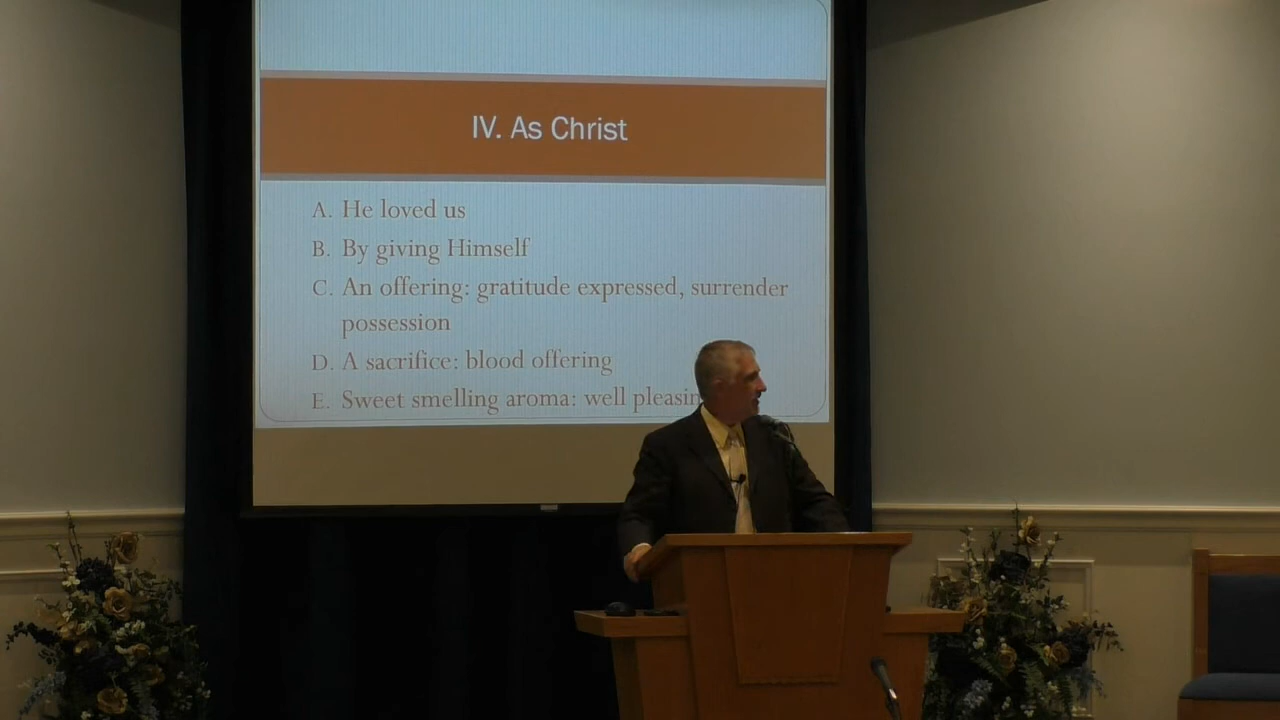 IV. As Christ
A. He loved us
B. By giving Himself
C. An offering: gratitude expressed, surrender
possession
D. A sacrifice: blood offering
E. Sweet smelling aroma: well